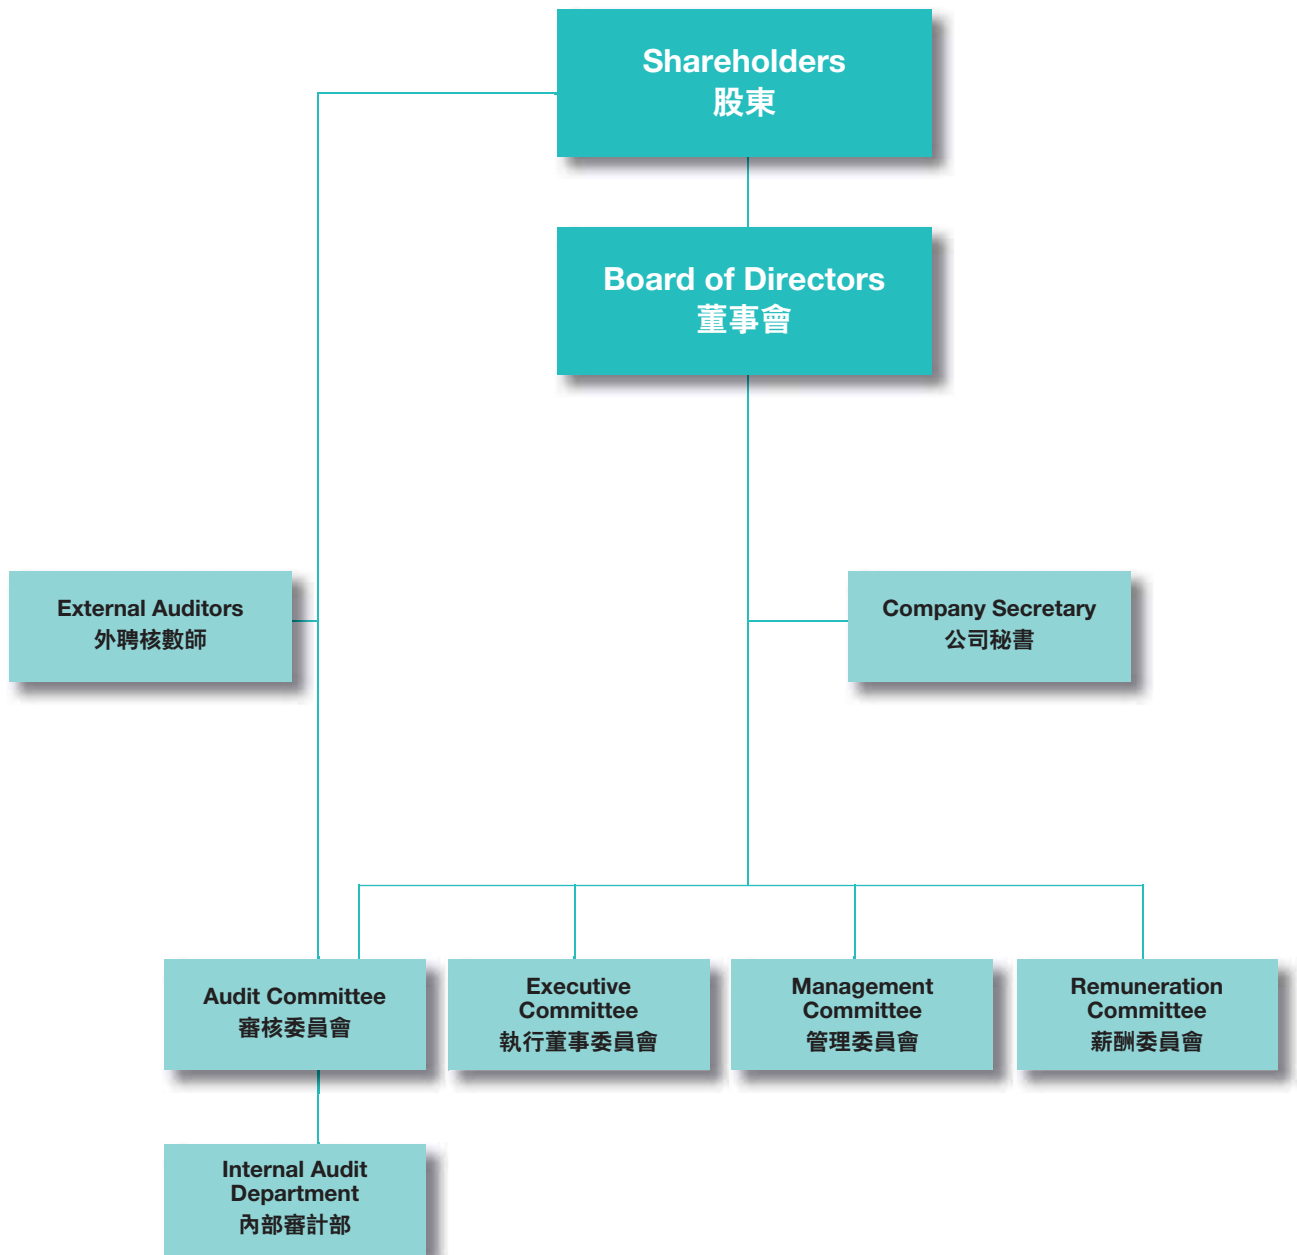 Shareholders
股東
Board of Directors
董事會
External Auditors
外聘核數師
Company Secretary
公司秘書
Audit Committee
審核委員會
Executive
Committee
執行董事委員會
Management
Committee
管理委員會
Remuneration
Committee
薪酬委員會
Internal Audit
Department
內部審計部